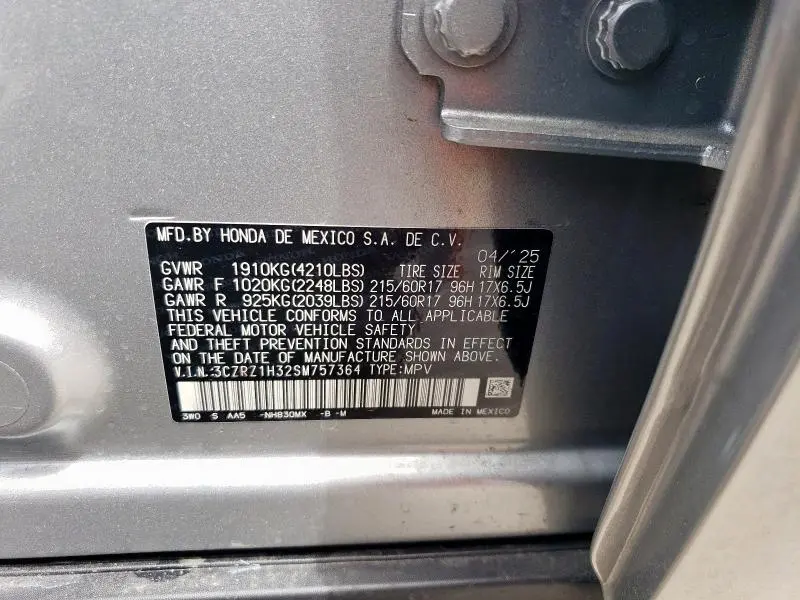 MFD.BY HONDA DE MEXICO S.A. DE C.V.
04/'25
GVWR 1910KG(4210LBS) TIRE SIZE RIM SIZE
GAWR F 1020KG(2248LBS) 215/60R17 96H 17X6.5J
GAWR R 925KG(2039LBS) 215/60R17 96H 17X6.5J
THIS VEHICLE CONFORMS TO ALL APPLICABLE
FEDERAL MOTOR VEHICLE SAFETY
AND THEFT PREVENTION STANDARDS IN EFFECT
ON THE DATE OF MANUFACTURE SHOWN ABOVE.
V.I.N.:3CZRZ1H32SM757364 TYPE:MPV
3W0 S AA5 -NH830MX -B -M MADE IN MEXICO